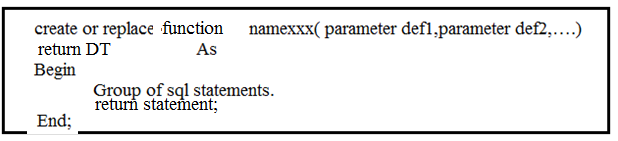 create or replace function namexxx( parameter def1,parameter def2,….)
return DT As
Begin
Group of sql statements.
return statement;
End;